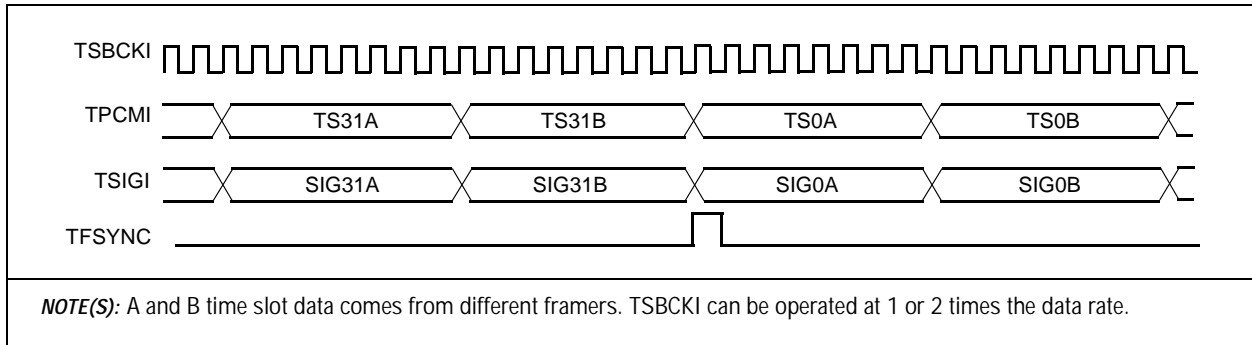 TSBCKI
TPCMI TS31A TS31B TS0A TS0B
TSIGI SIG31A SIG31B SIG0A SIG0B
TFSYNC
NOTE(S): A and B time slot data comes from different framers. TSBCKI can be operated at 1 or 2 times the data rate.